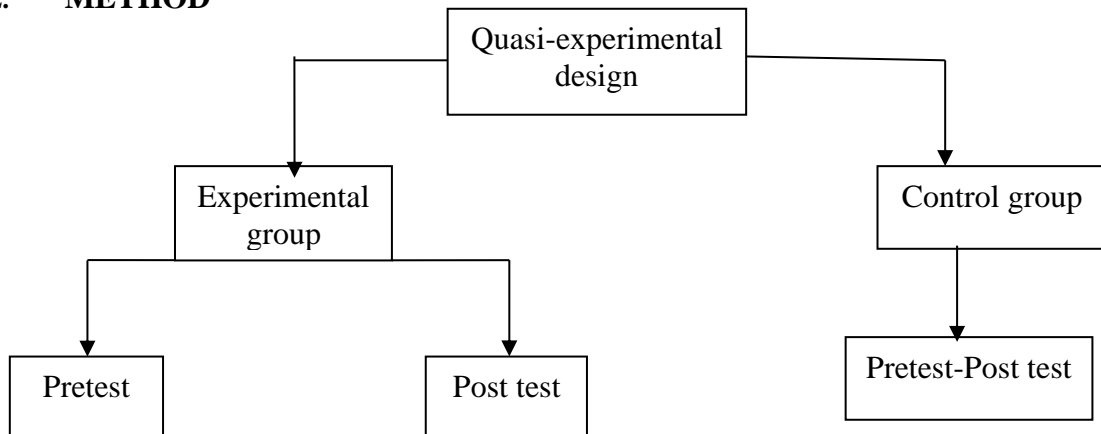 METHOD
Quasi-experimental
design
Experimental
group
Control group
Pretest
Post test
Pretest-Post test